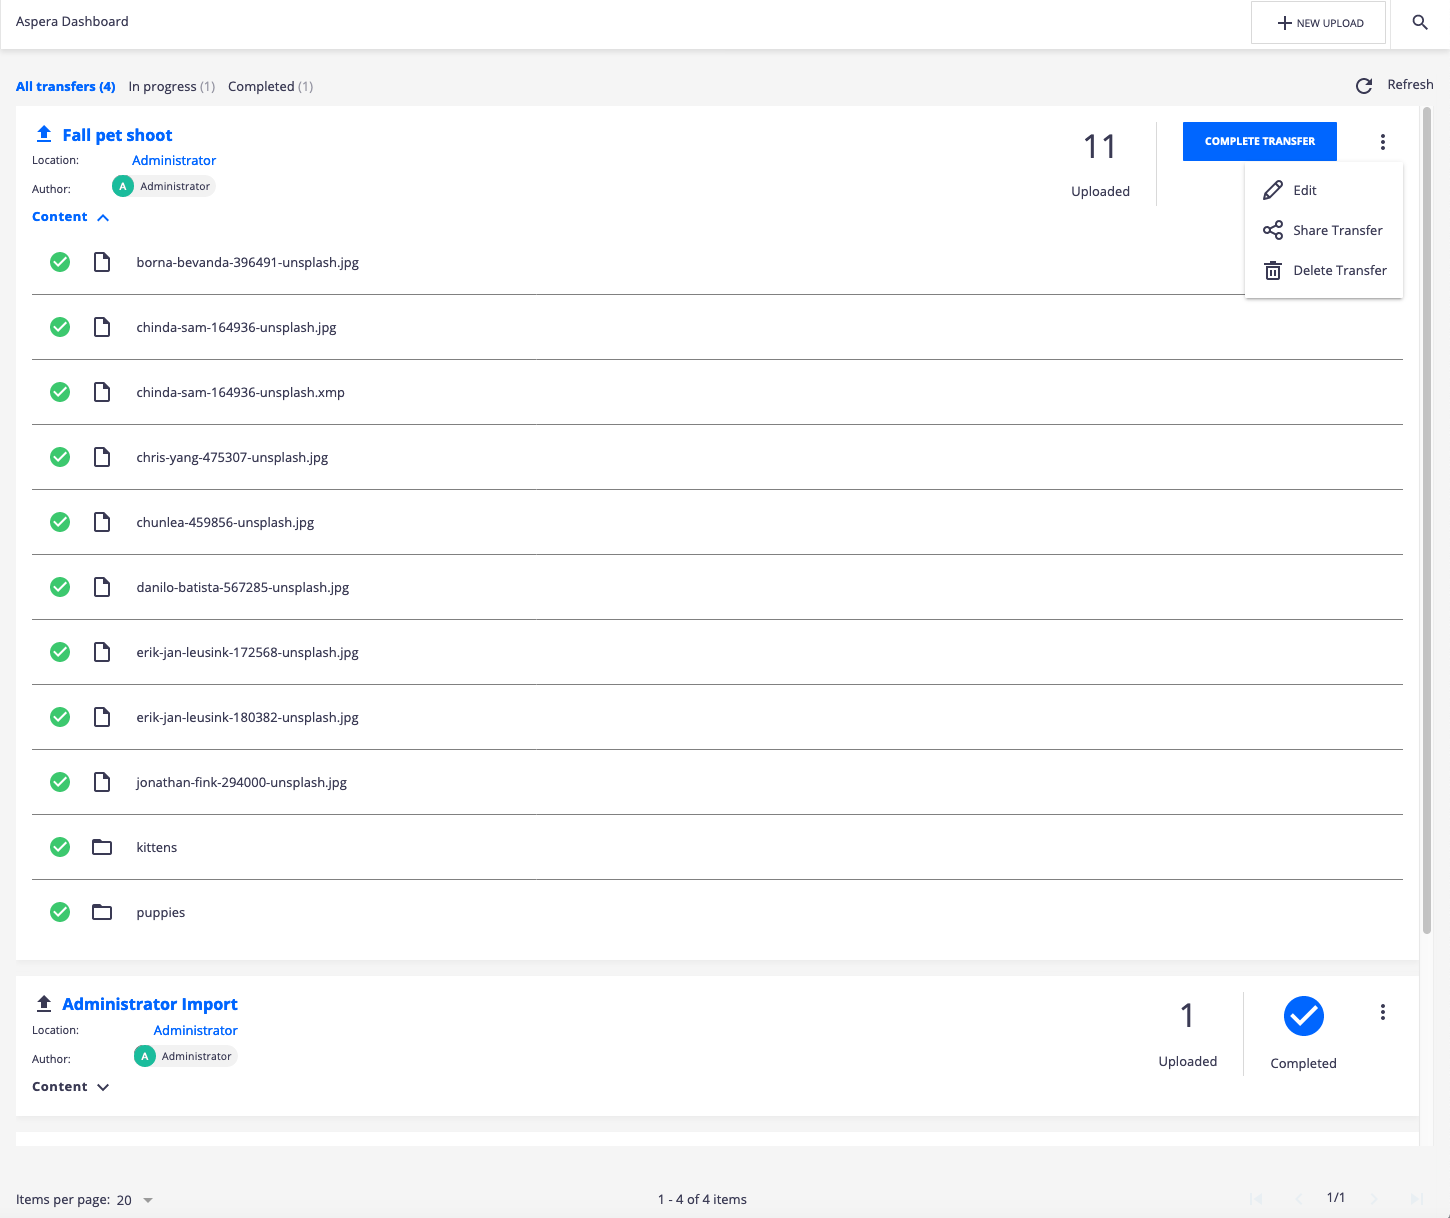 Aspera Dashboard
NEW UPLOAD
All transfers (4) In progress (1) Completed (1)
Refresh
Fall pet shoot
Location: Administrator
Author: A Administrator
Content
11
Uploaded
COMPLETE TRANSFER
Edit
Share Transfer
Delete Transfer
borna-bevanda-396491-unsplash.jpg
chinda-sam-164936-unsplash.jpg
chinda-sam-164936-unsplash.xmp
chris-yang-475307-unsplash.jpg
chunlea-459856-unsplash.jpg
danilo-batista-567285-unsplash.jpg
erik-jan-leusink-172568-unsplash.jpg
erik-jan-leusink-180382-unsplash.jpg
jonathan-fink-294000-unsplash.jpg
kittens
puppies
Administrator Import
Location: Administrator
Author: A Administrator
Content
1
Uploaded
Completed
Items per page: 20
1 - 4 of 4 items
1/1